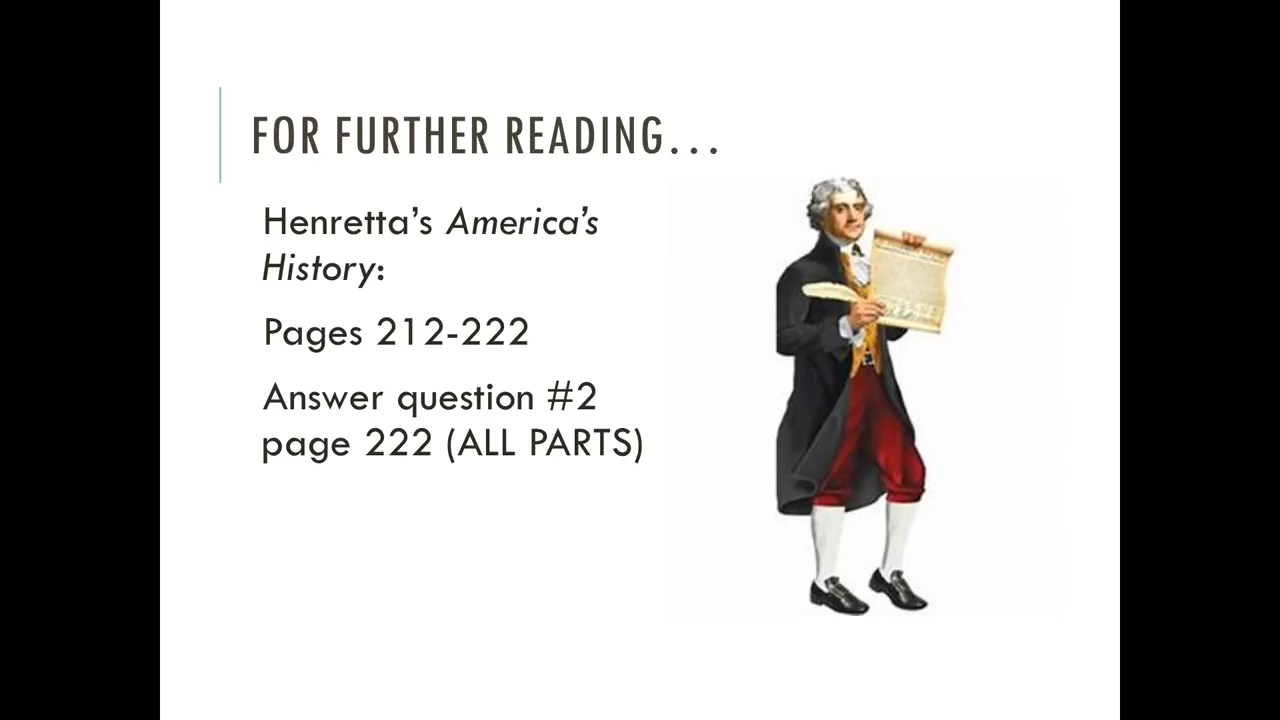 FOR FURTHER READING...
Henretta’s America’s
History:
Pages 212-222
Answer question #2
page 222 (ALL PARTS)